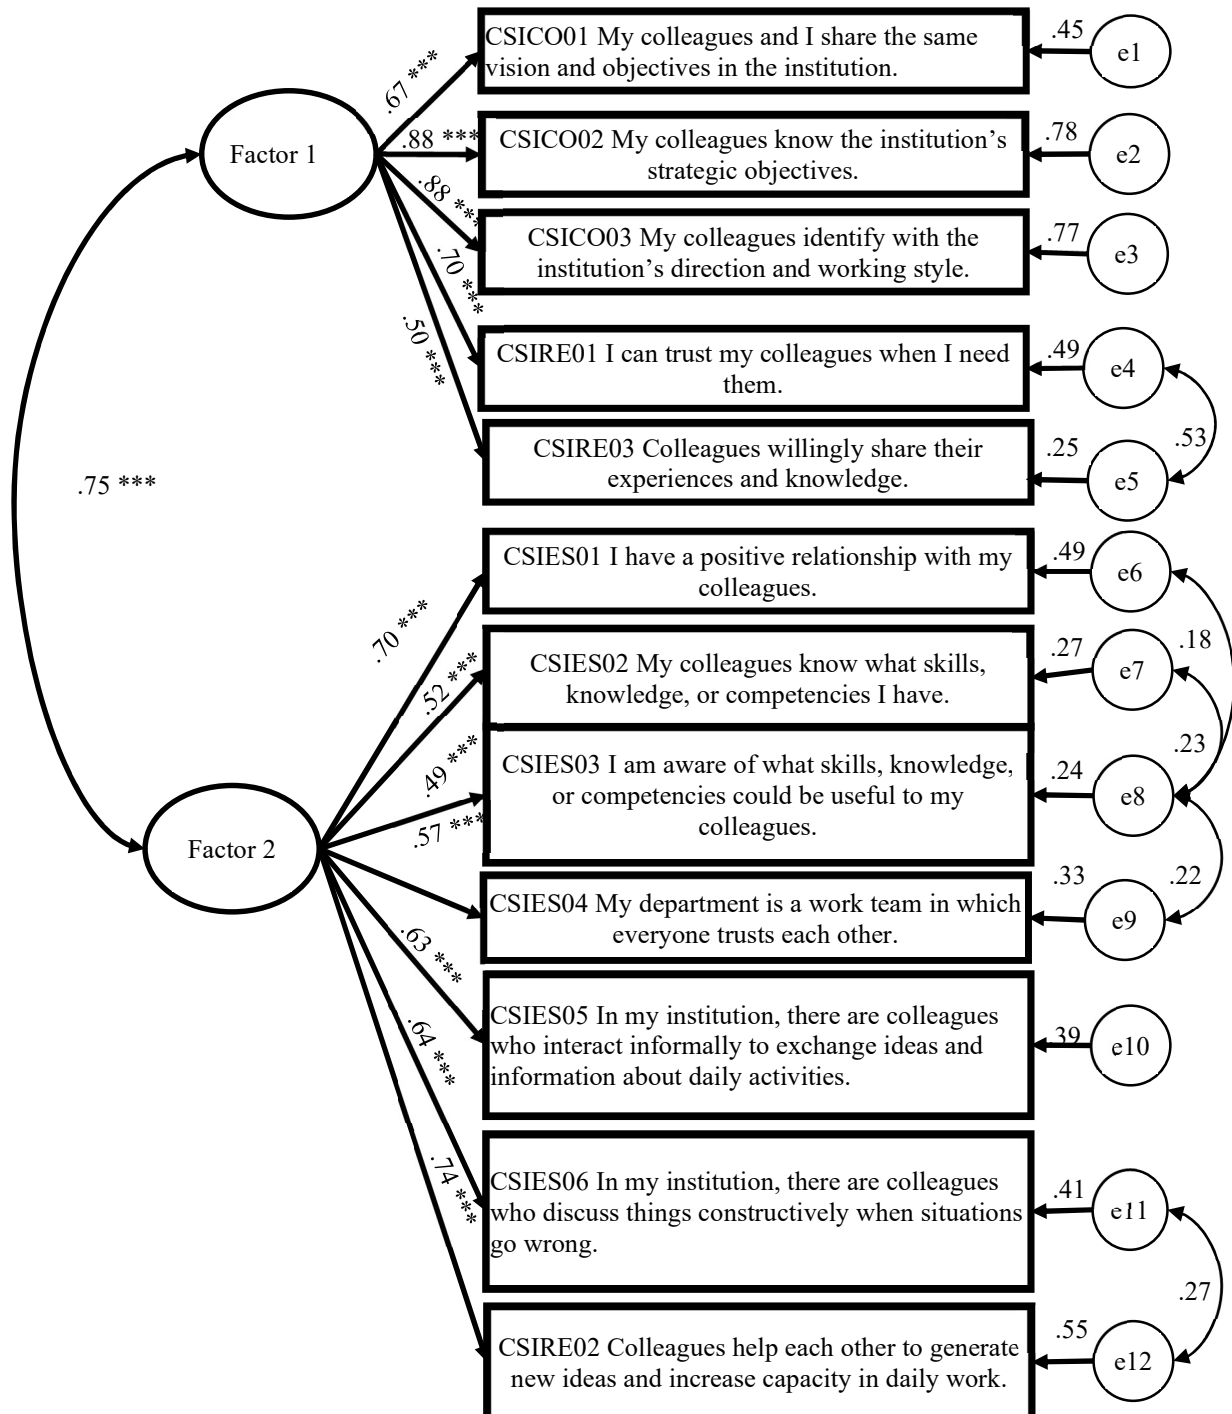 CSICO01 My colleagues and I share the same
vision and objectives in the institution.
.45
e1
.67 ***
Factor 1
.88 ***
CSICO02 My colleagues know the institution’s
strategic objectives.
.78
e2
.88 ***
CSICO03 My colleagues identify with the
institution’s direction and working style.
.77
e3
.70 ***
CSIRE01 I can trust my colleagues when I need
them.
.49
e4
.50 ***
CSIRE03 Colleagues willingly share their
experiences and knowledge.
.25
e5
.53
.75 ***
CSIES01 I have a positive relationship with my
colleagues.
.49
e6
.70 ***
CSIES02 My colleagues know what skills,
knowledge, or competencies I have.
.27
e7
.18
.52 ***
CSIES03 I am aware of what skills, knowledge,
or competencies could be useful to my
colleagues.
.24
e8
.23
.49 ***
.57 ***
Factor 2
CSIES04 My department is a work team in which
everyone trusts each other.
.33
e9
.22
.63 ***
CSIES05 In my institution, there are colleagues
who interact informally to exchange ideas and
information about daily activities.
.39
e10
.64 ***
CSIES06 In my institution, there are colleagues
who discuss things constructively when situations
go wrong.
.41
e11
.74 ***
.27
CSIRE02 Colleagues help each other to generate
new ideas and increase capacity in daily work.
.55
e12